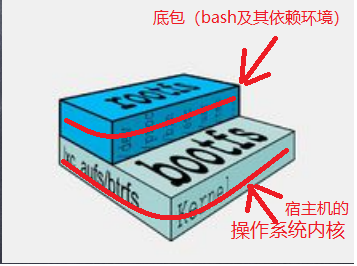 底包（bash及其依赖环境）
rootfs
bootfs
lxc aufs/btrfs
Kernel
宿主机的
操作系统内核